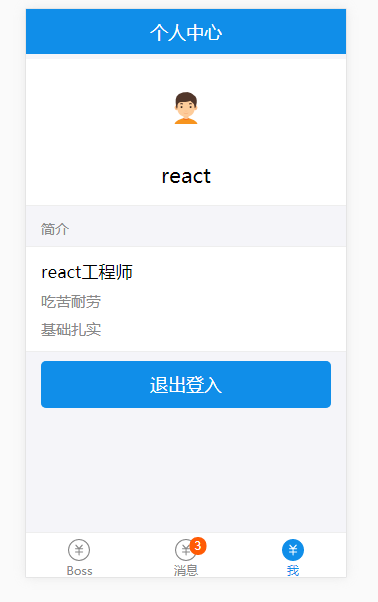 个人中心
react
简介
react工程师
吃苦耐劳
基础扎实
退出登入
¥ ¥ 3 ¥
Boss 消息 我